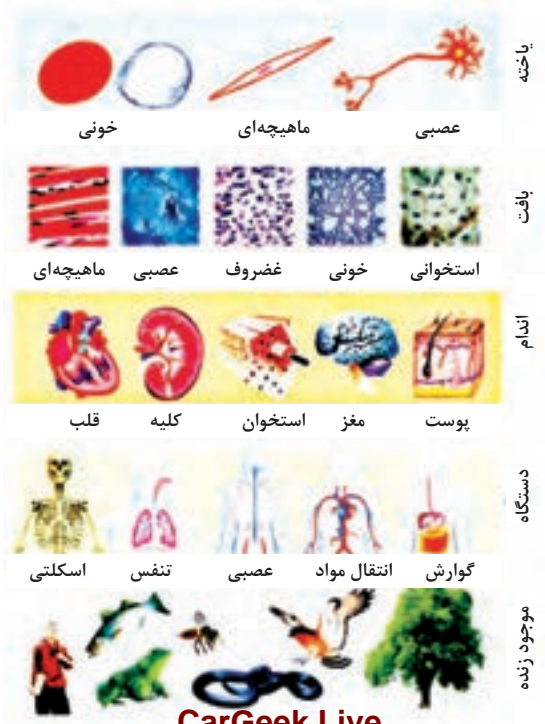 یاخته
عصبی ماهیچه‌ای خونی
بافت
استخوانی خونی غضروف عصبی ماهیچه‌ای
اندام
پوست مغز استخوان کلیه قلب
دستگاه
گوارش انتقال مواد عصبی تنفس اسکلتی
موجود زنده
CarGeek.Live